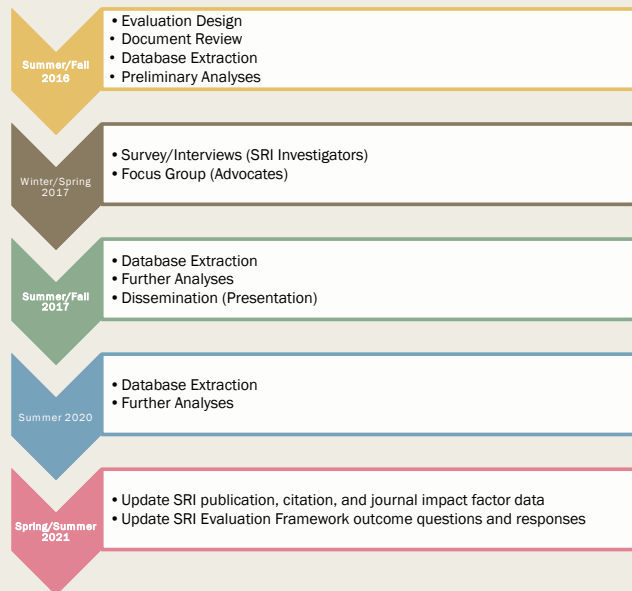 Summer/Fall
2016
• Evaluation Design
• Document Review
• Database Extraction
• Preliminary Analyses
Winter/Spring
2017
• Survey/Interviews (SRI Investigators)
• Focus Group (Advocates)
Summer/Fall
2017
• Database Extraction
• Further Analyses
• Dissemination (Presentation)
Summer 2020
• Database Extraction
• Further Analyses
Spring/Summer
2021
• Update SRI publication, citation, and journal impact factor data
• Update SRI Evaluation Framework outcome questions and responses